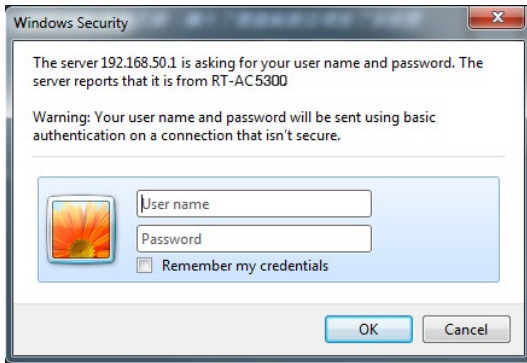 Windows Security
The server 192.168.50.1 is asking for your user name and password. The
server reports that it is from RT-AC5300
Warning: Your user name and password will be sent using basic
authentication on a connection that isn't secure.
User name
Password
Remember my credentials
OK
Cancel